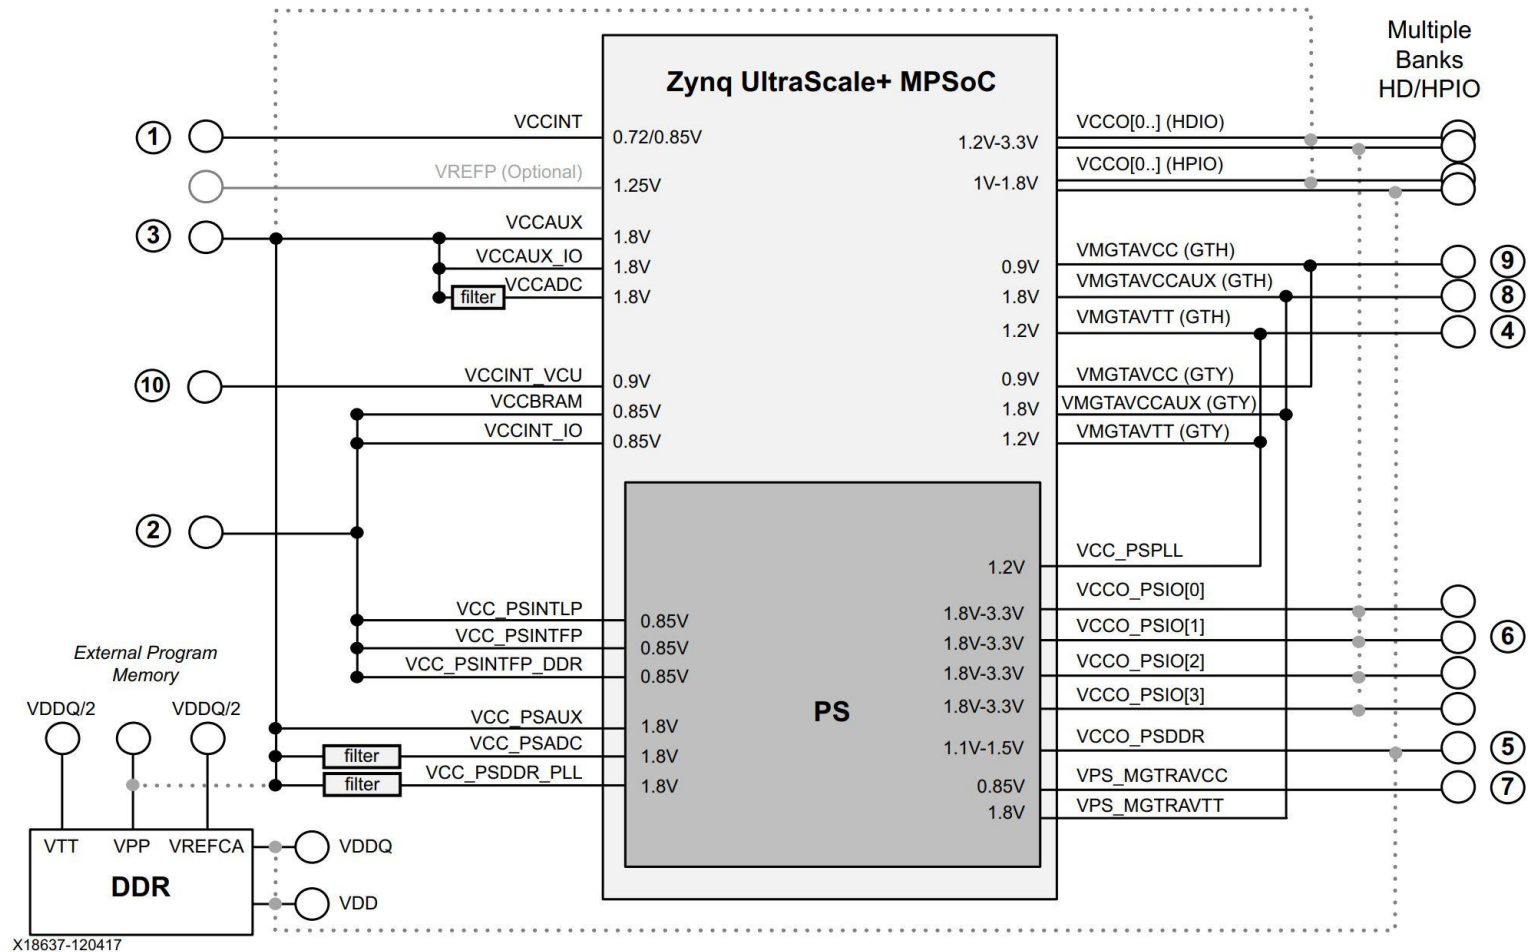 Multiple
Banks
HD/HPIO
Zynq UltraScale+ MPSoC
1
VCCINT
0.72/0.85V
1.2V-3.3V
VCCO[0..] (HDIO)
VREFP (Optional)
1.25V
1V-1.8V
VCCO[0..] (HPIO)
3
VCCAUX
1.8V
VCCAUX_IO
1.8V
filter
VCCADC
1.8V
0.9V
VMGTAVCC (GTH)
9
1.8V
VMGTAVCCAUX (GTH)
8
1.2V
VMGTAVTT (GTH)
4
10
VCCINT_VCU
0.9V
VCCBRAM
0.85V
VCCINT_IO
0.85V
0.9V
VMGTAVCC (GTY)
1.8V
VMGTAVCCAUX (GTY)
1.2V
VMGTAVTT (GTY)
2
1.2V
VCC_PSPLL
VCC_PSINTLP
0.85V
VCC_PSINTFP
0.85V
VCC_PSINTFP_DDR
0.85V
VCC_PSAUX
1.8V
filter
VCC_PSADC
1.8V
filter
VCC_PSDDR_PLL
1.8V
PS
1.8V-3.3V
VCCO_PSIO[0]
1.8V-3.3V
VCCO_PSIO[1]
6
1.8V-3.3V
VCCO_PSIO[2]
1.8V-3.3V
VCCO_PSIO[3]
1.1V-1.5V
VCCO_PSDDR
5
0.85V
VPS_MGTRAVCC
7
1.8V
VPS_MGTRAVTT
External Program
Memory
VDDQ/2
VDDQ/2
VTT
VPP
VREFCA
DDR
VDDQ
VDD
X18637-120417